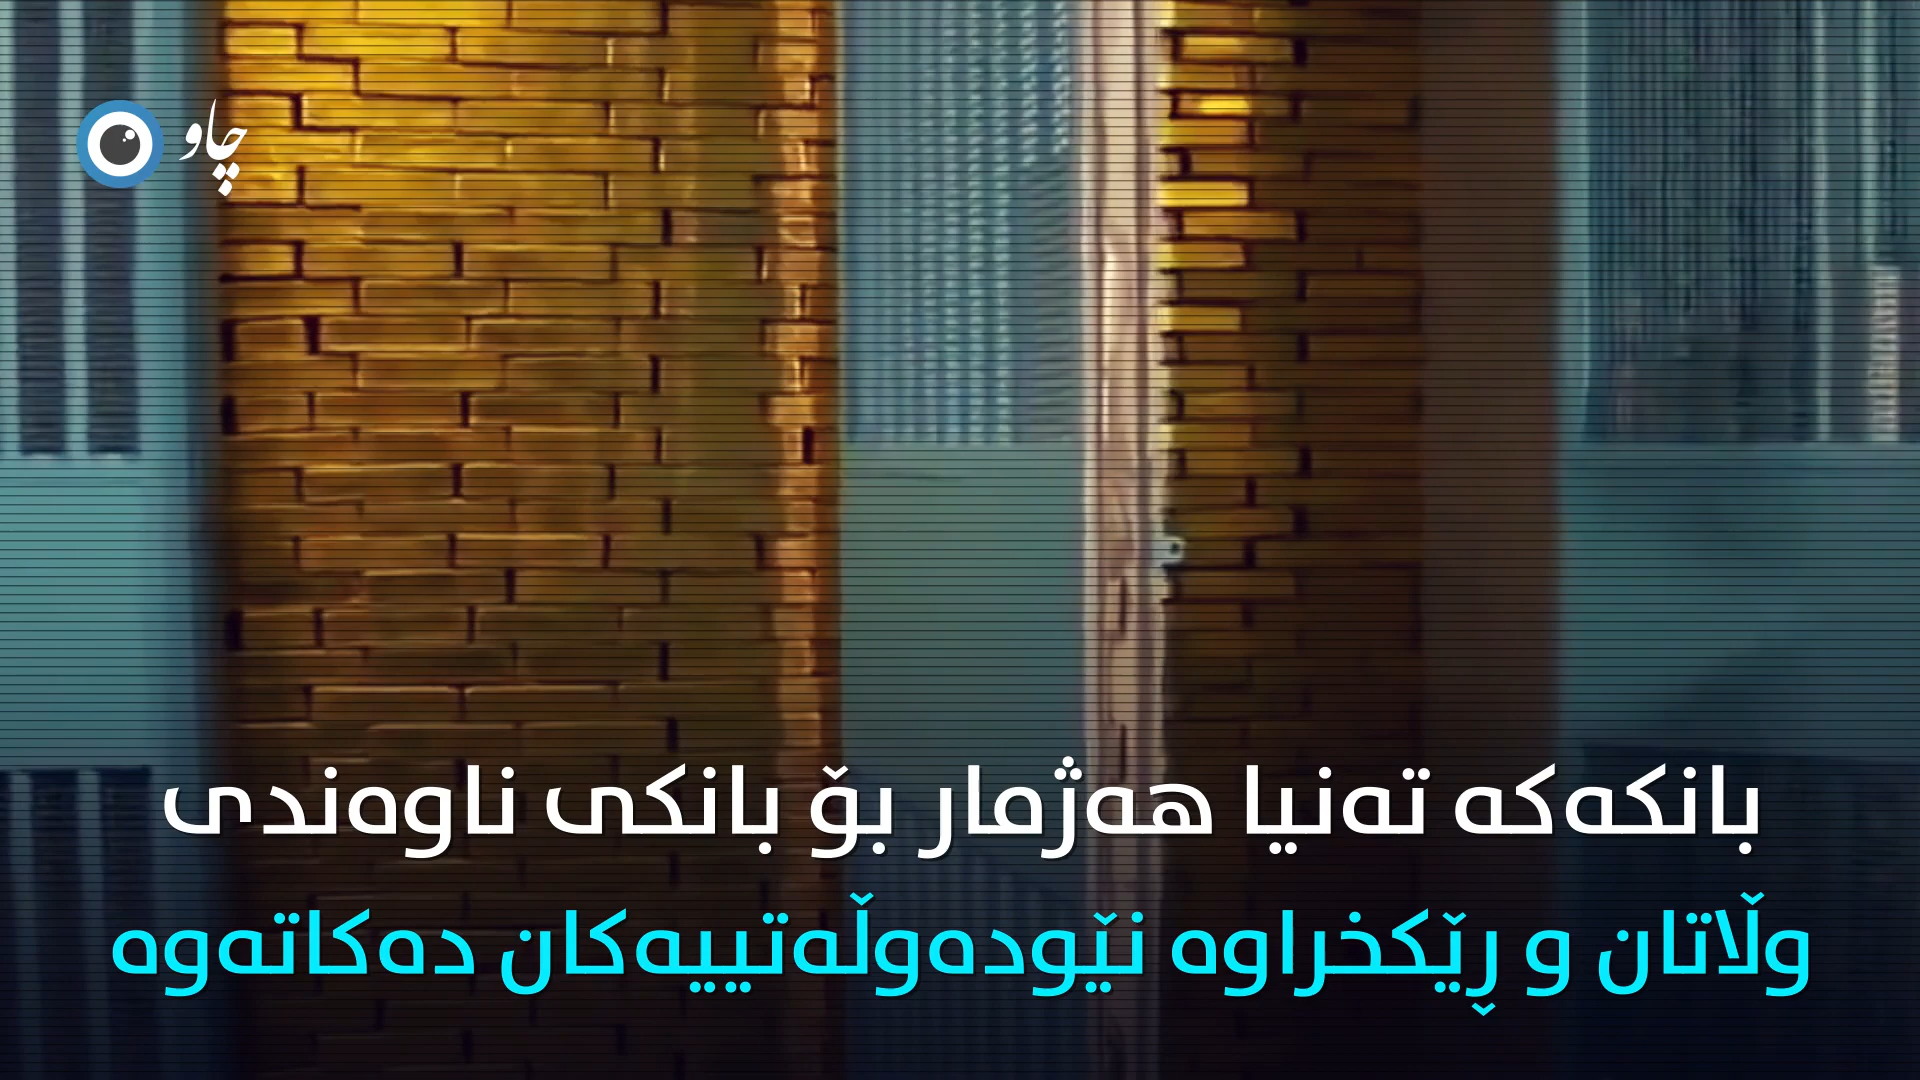 چاو
بانکەکە تەنیا هەژمار بۆ بانکی ناوەندی
وڵاتان و ڕێکخراوە نێودەوڵەتییەکان دەکاتەوە